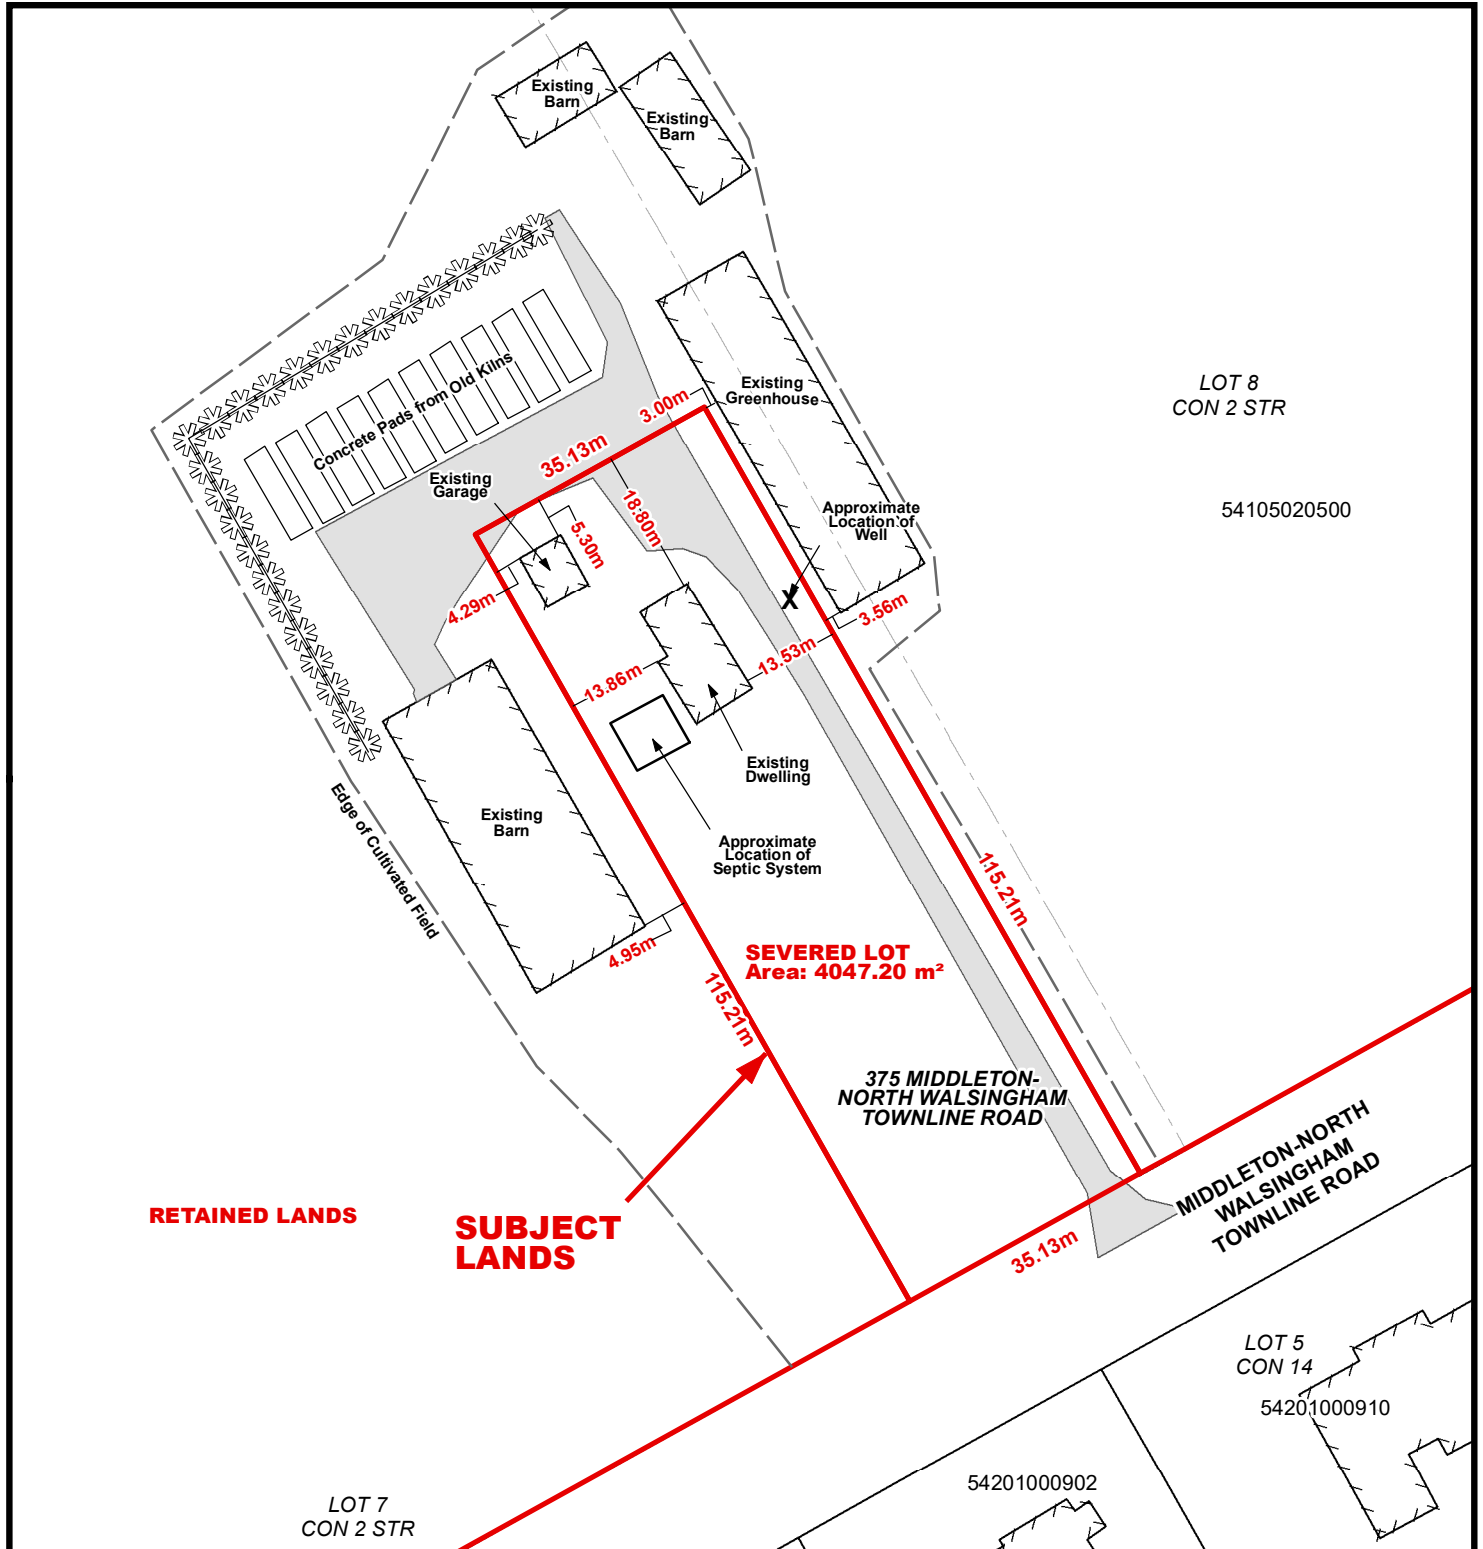 Existing
Barn
Existing
Barn
Concrete Pads from Old Kilns
Existing
Greenhouse
3.00m
35.13m
LOT 8
CON 2 STR
Existing
Garage
18.80m
5.30m
Approximate
Location of
Well
54105020500
X
4.29m
3.56m
13.53m
13.86m
Existing
Dwelling
Edge of Cultivated Field
Existing
Barn
Approximate
Location of
Septic System
115.21m
4.95m
SEVERED LOT
Area: 4047.20 m²
115.21m
375 MIDDLETON-
NORTH WALSINGHAM
TOWNLINE ROAD
MIDDLETON-NORTH
WALSINGHAM
TOWNLINE ROAD
RETAINED LANDS
SUBJECT
LANDS
35.13m
LOT 5
CON 14
54201000910
54201000902
LOT 7
CON 2 STR